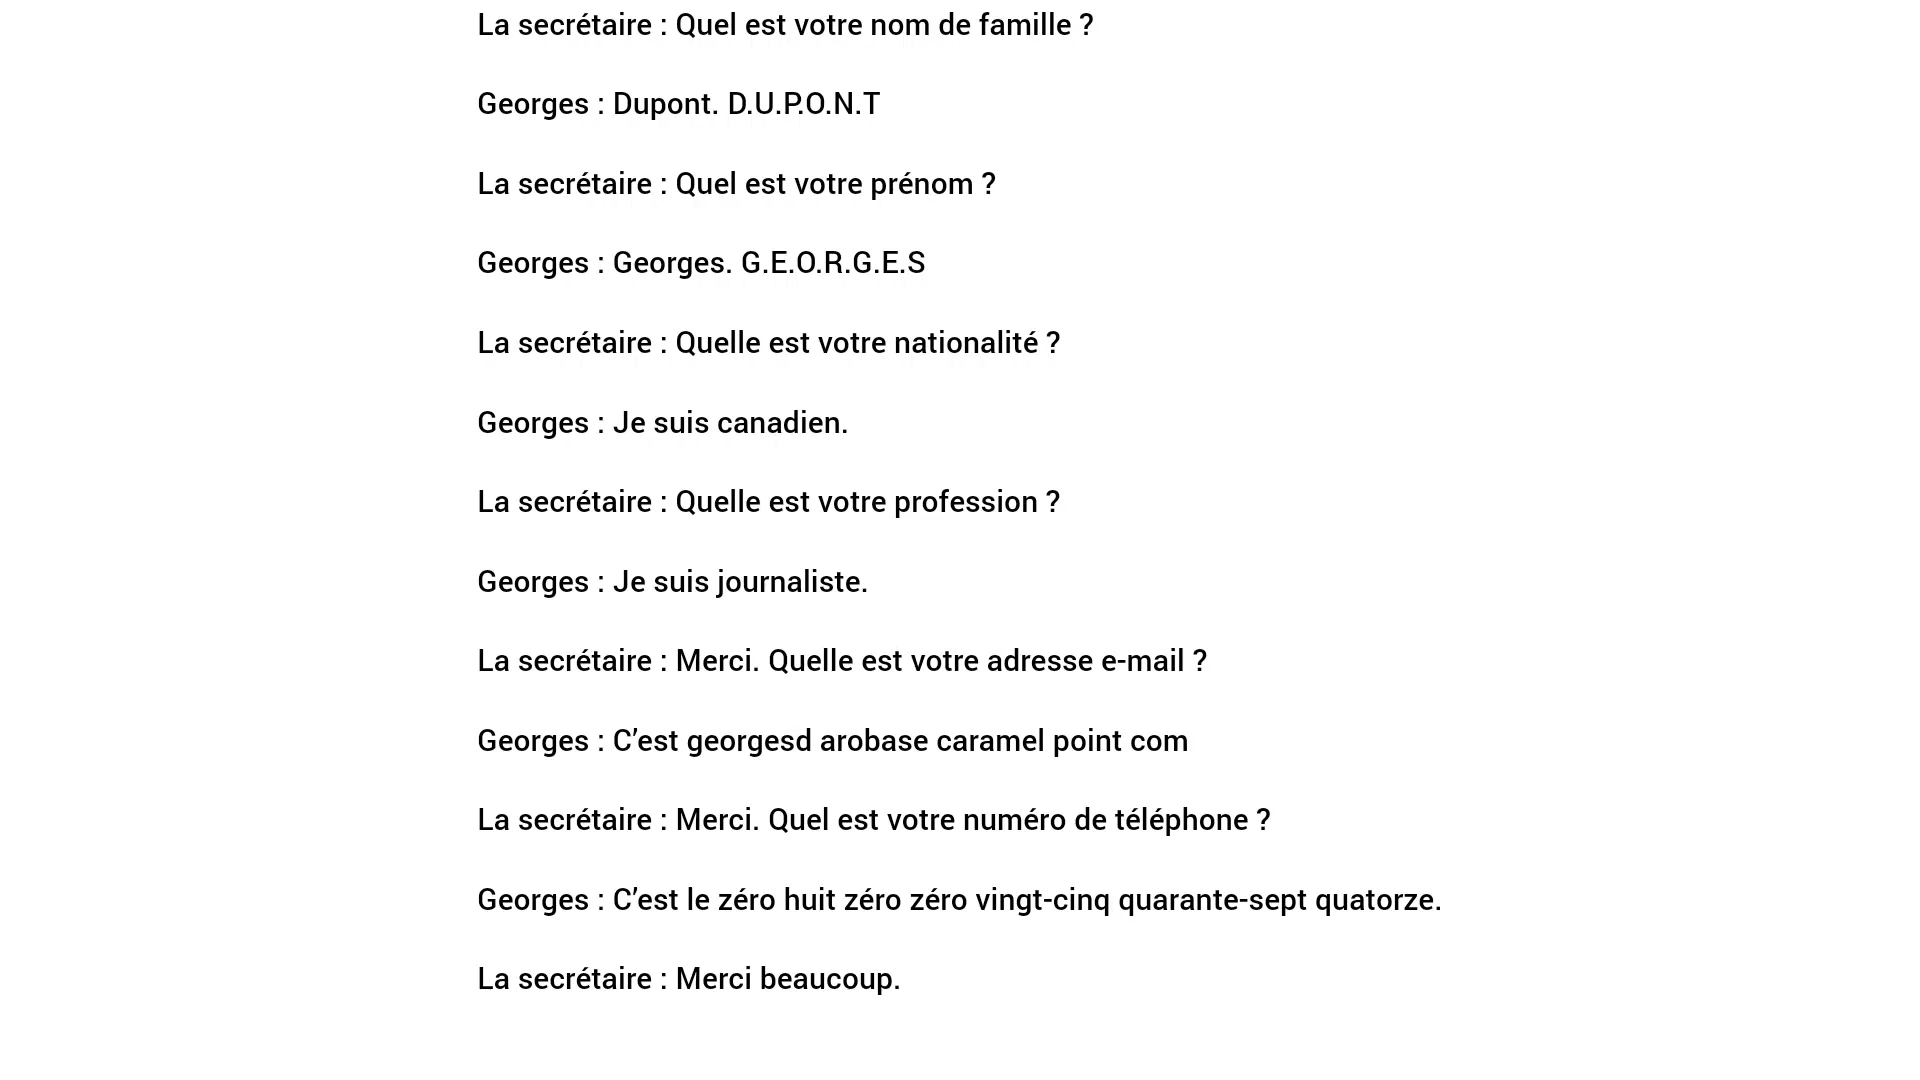 La secrétaire : Quel est votre nom de famille ?
Georges : Dupont. D.U.P.O.N.T
La secrétaire : Quel est votre prénom ?
Georges : Georges. G.E.O.R.G.E.S
La secrétaire : Quelle est votre nationalité ?
Georges : Je suis canadien.
La secrétaire : Quelle est votre profession ?
Georges : Je suis journaliste.
La secrétaire : Merci. Quelle est votre adresse e-mail ?
Georges : C’est georgesd arobase caramel point com
La secrétaire : Merci. Quel est votre numéro de téléphone ?
Georges : C’est le zéro huit zéro zéro vingt-cinq quarante-sept quatorze.
La secrétaire : Merci beaucoup.